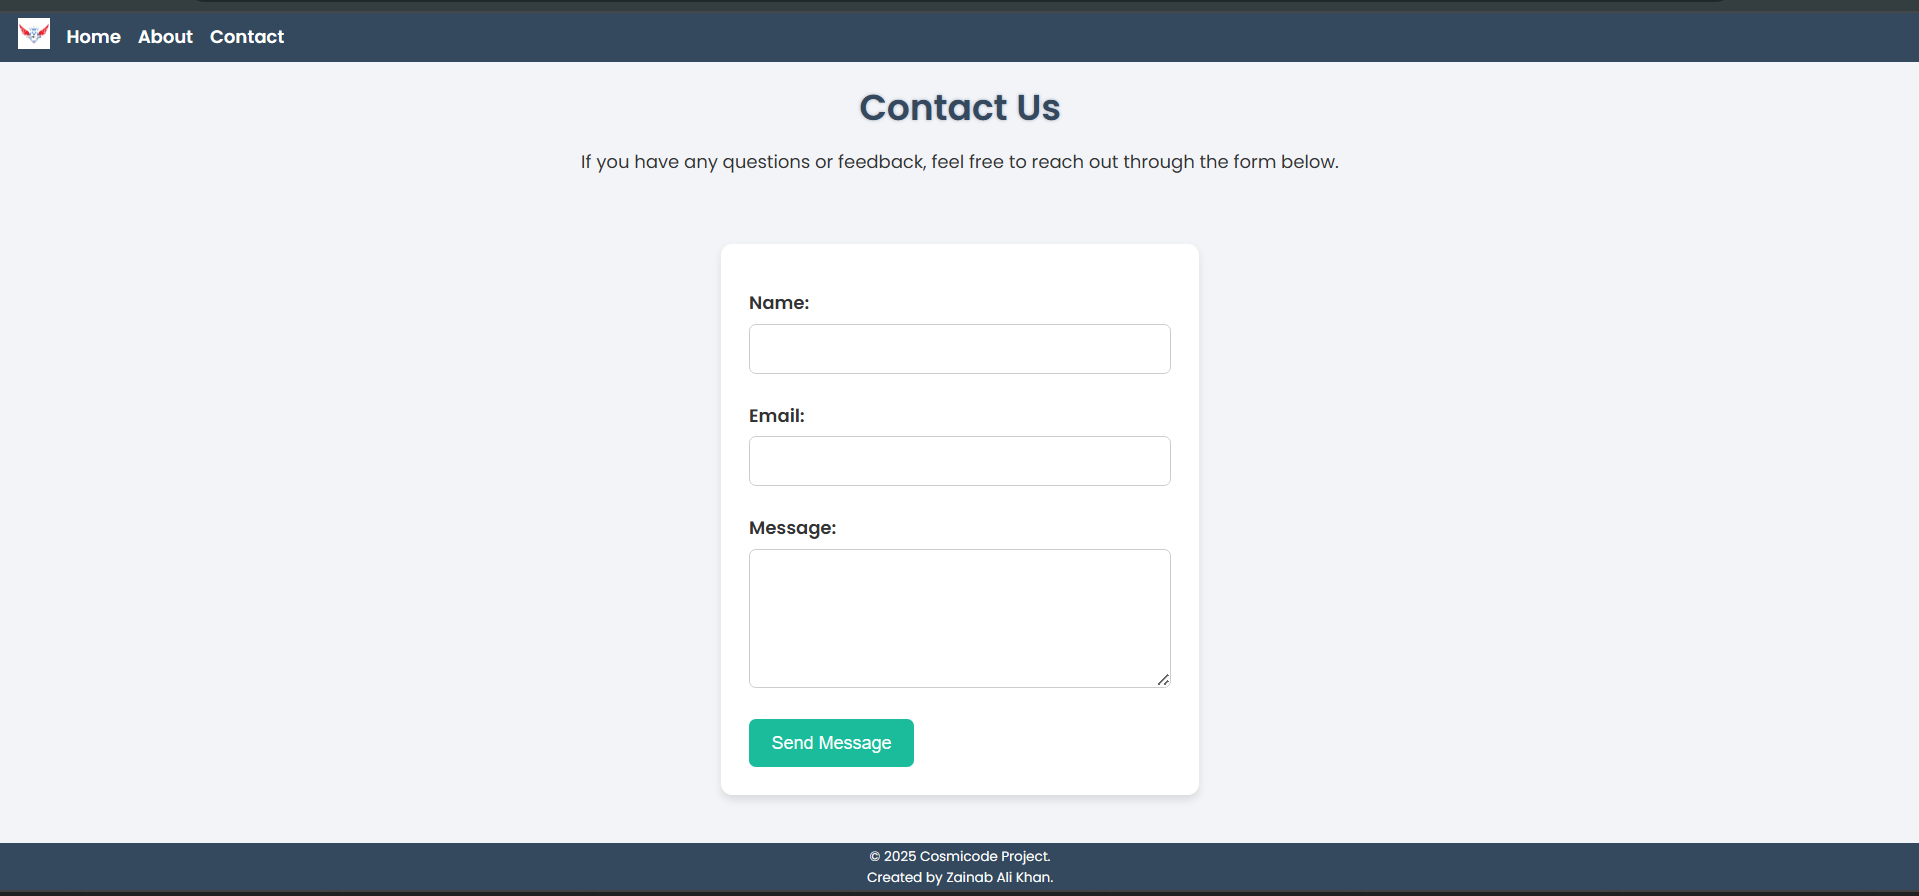 Home About Contact
Contact Us
If you have any questions or feedback, feel free to reach out through the form below.
Name:
Email:
Message:
Send Message
© 2025 Cosmicode Project.
Created by Zainab Ali Khan.